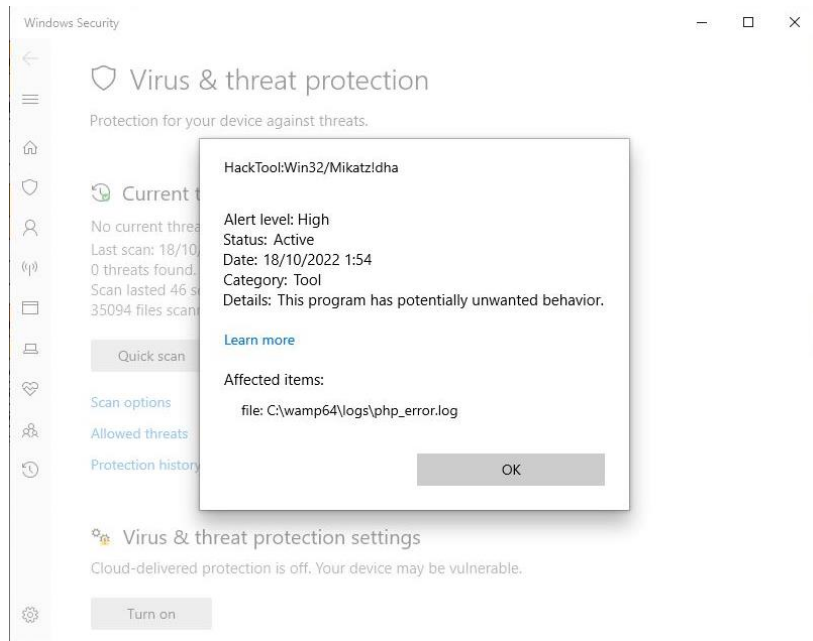 Windows Security
Virus & threat protection
Protection for your device against threats.
HackTool:Win32/Mikatz!dha
Alert level: High
Status: Active
Date: 18/10/2022 1:54
Category: Tool
Details: This program has potentially unwanted behavior.
Learn more
Affected items:
file: C:\wamp64\logs\php_error.log
OK
Current t
No current threa
Last scan: 18/10/
0 threats found.
Scan lasted 46 s
35094 files scann
Quick scan
Scan options
Allowed threats
Protection history
Virus & threat protection settings
Cloud-delivered protection is off. Your device may be vulnerable.
Turn on